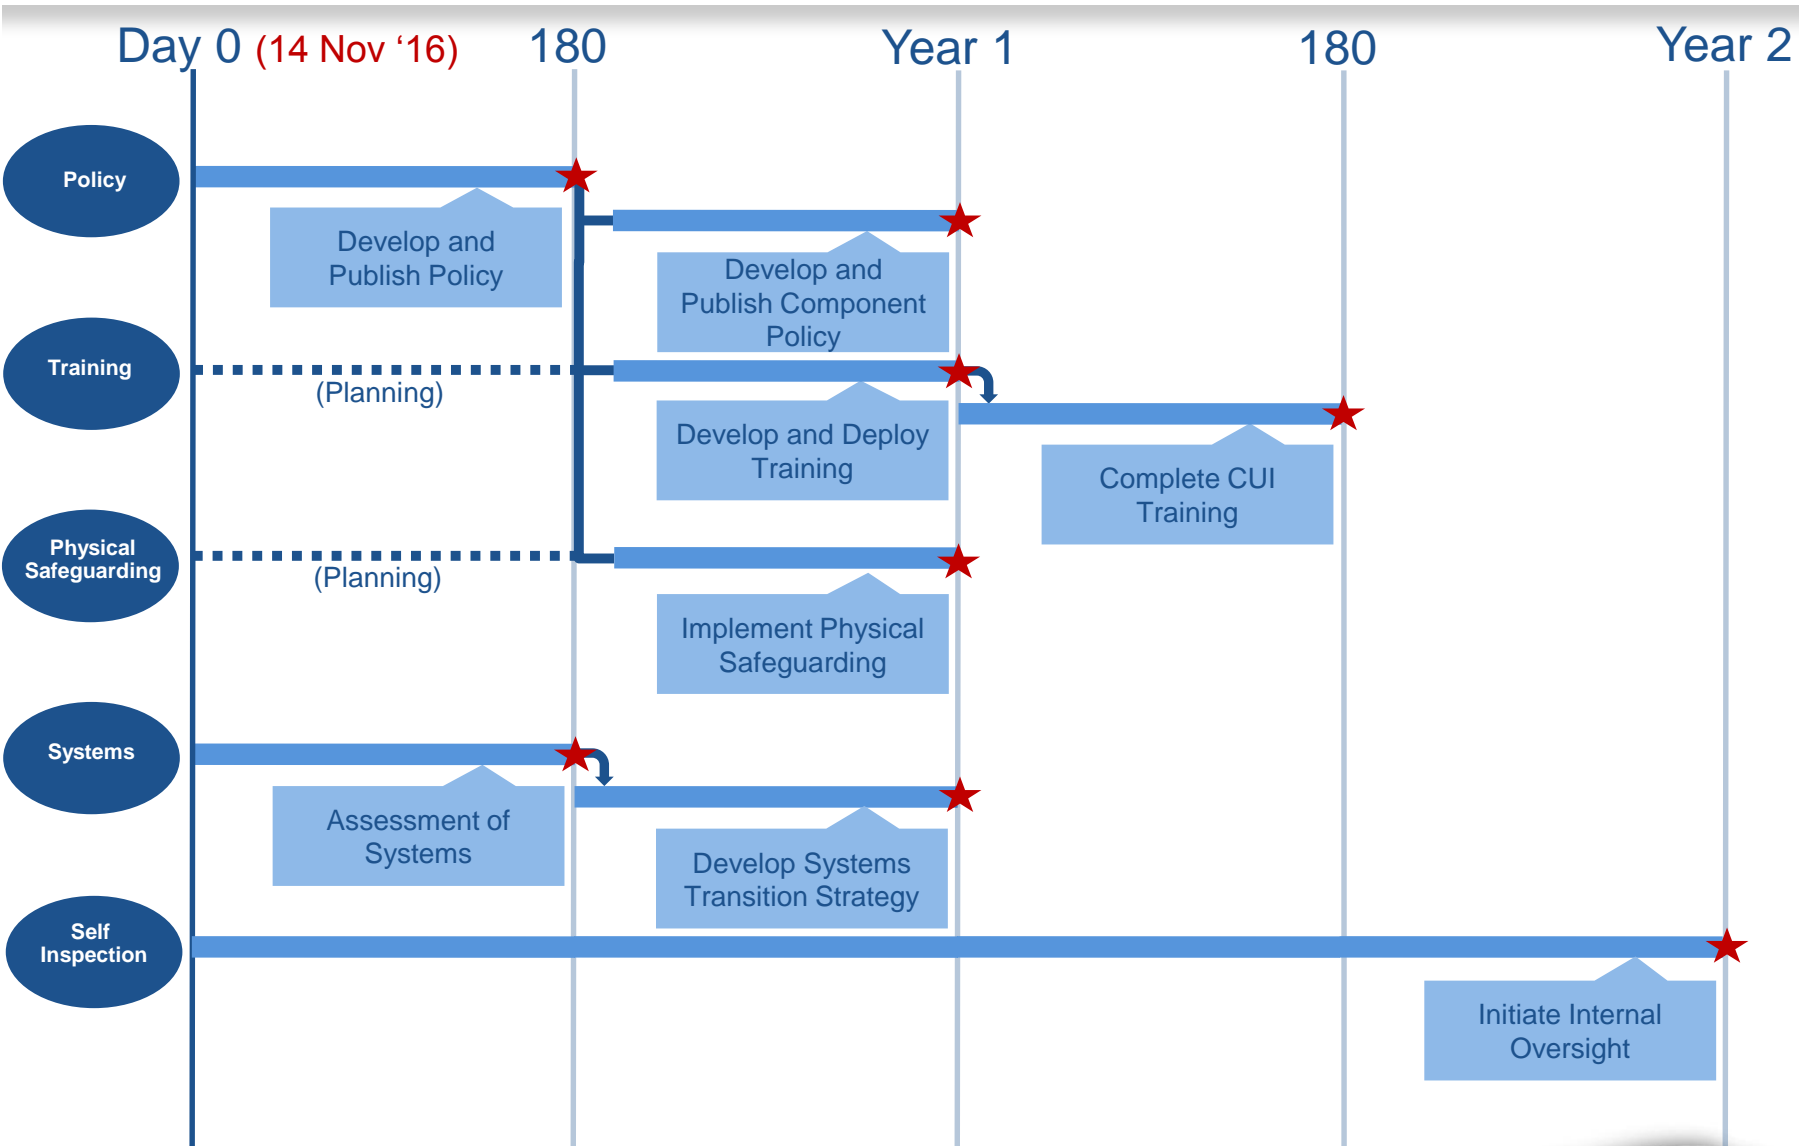 Day 0 (14 Nov ‘16)
180
Year 1
180
Year 2
Policy
Develop and
Publish Policy
Develop and
Publish Component
Policy
Training
(Planning)
Develop and Deploy
Training
Complete CUI
Training
Physical
Safeguarding
(Planning)
Implement Physical
Safeguarding
Systems
Assessment of
Systems
Develop Systems
Transition Strategy
Self
Inspection
Initiate Internal
Oversight